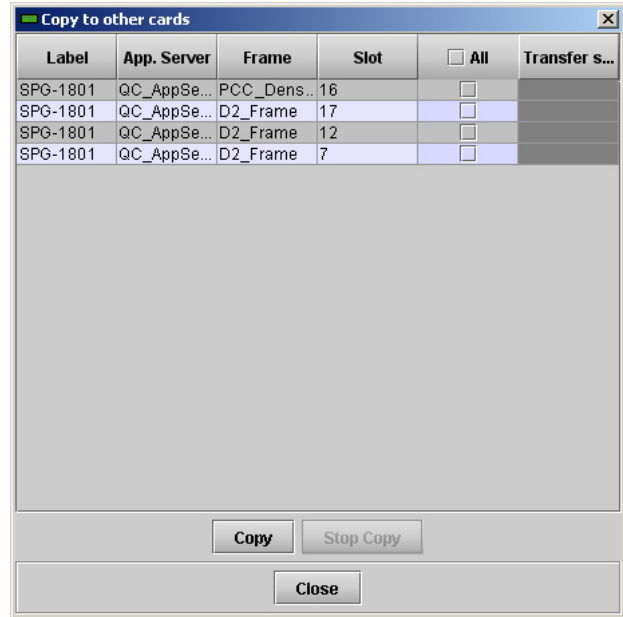 Copy to other cards
Label App. Server Frame Slot All Transfer s...
SPG-1801 QC_AppSe... PCC_Dens... 16
SPG-1801 QC_AppSe... D2_Frame 17
SPG-1801 QC_AppSe... D2_Frame 12
SPG-1801 QC_AppSe... D2_Frame 7
Copy Stop Copy
Close